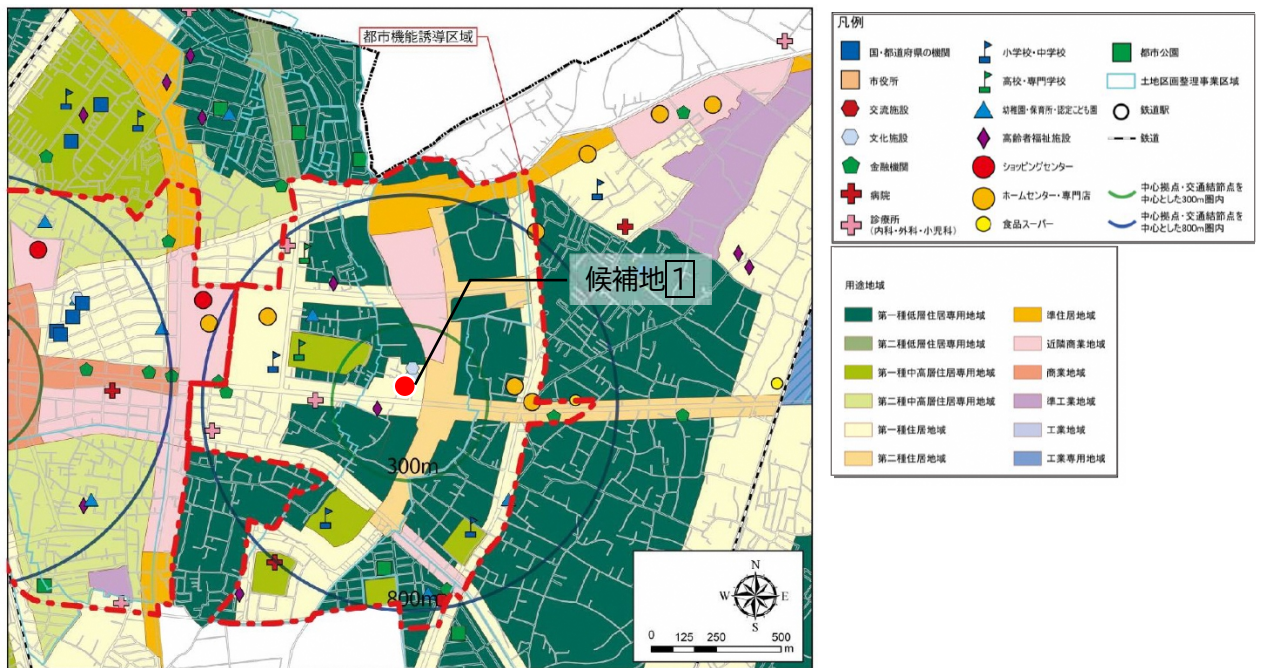 都市機能誘導区域
候補地1
300m
800m
N
W
E
S
0 125 250 500
m
凡例
国・都道府県の機関
市役所
交流施設
文化施設
金融機関
病院
診療所
(内科・外科・小児科)
小学校・中学校
高校・専門学校
幼稚園・保育所・認定こども園
高齢者福祉施設
ショッピングセンター
ホームセンター・専門店
食品スーパー
都市公園
土地区画整理事業区域
鉄道駅
鉄道
中心拠点・交通結節点を
中心とした300m圏内
中心拠点・交通結節点を
中心とした800m圏内
用途地域
第一種低層住居専用地域
第二種低層住居専用地域
第一種中高層住居専用地域
第二種中高層住居専用地域
第一種住居地域
第二種住居地域
準住居地域
近隣商業地域
商業地域
準工業地域
工業地域
工業専用地域